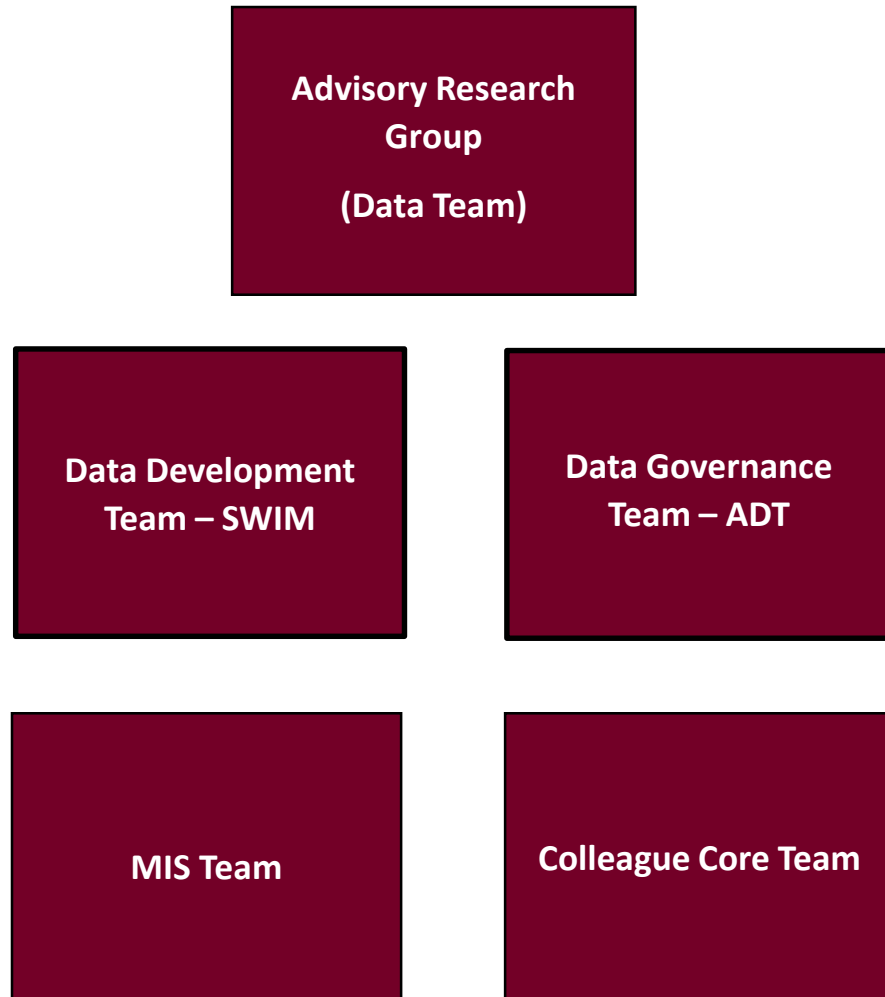 Advisory Research
Group
(Data Team)
Data Development
Team – SWIM
Data Governance
Team – ADT
MIS Team
Colleague Core Team